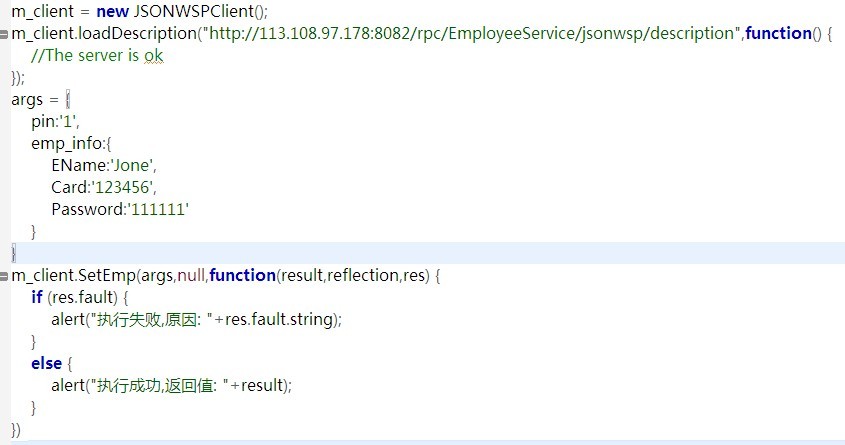 m_client = new JSONWSPClient();
m_client.loadDescription("http://113.108.97.178:8082/rpc/EmployeeService/jsonwsp/description",function() {
//The server is ok
});
args = {
pin:'1',
emp_info:{
EName:'Jone',
Card:'123456',
Password:'111111'
}
}
m_client.SetEmp(args,null,function(result,reflection,res) {
if (res.fault) {
alert("执行失败,原因: "+res.fault.string);
}
else {
alert("执行成功,返回值: "+result);
}
})